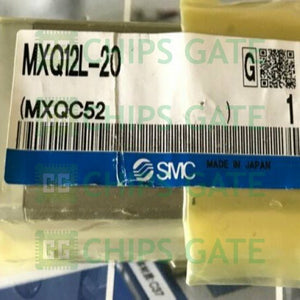 CHIPS GATE
MXQ12L-20
G
(MXQC52 )
1
SMC
MADE IN JAPAN
CHIPS GATE